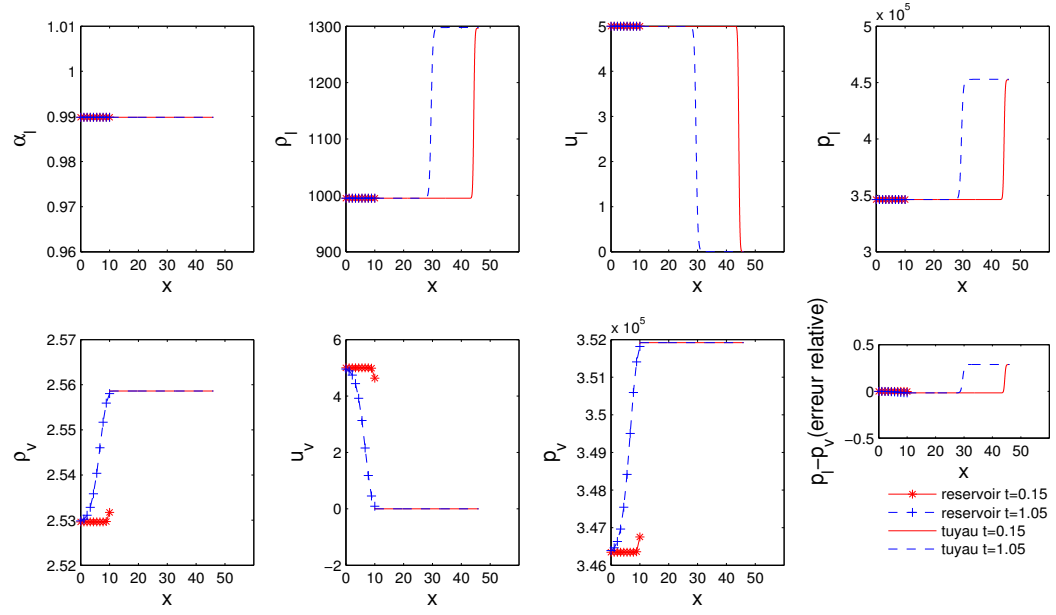 1.01
1
0.99
0.98
0.97
0.96
α_l
0 10 20 30 40 50
x
1300
1200
1100
1000
900
ρ_l
0 10 20 30 40 50
x
5
4
3
2
1
0
u_l
0 10 20 30 40 50
x
x 10^5
5
4.5
4
3.5
3
p_l
0 10 20 30 40 50
x
2.57
2.56
2.55
2.54
2.53
2.52
ρ_v
0 10 20 30 40 50
x
6
4
2
0
−2
u_v
0 10 20 30 40 50
x
x 10^5
3.52
3.51
3.5
3.49
3.48
3.47
3.46
p_v
0 10 20 30 40 50
x
0.5
0
−0.5
p_l−p_v(erreur relative)
0 10 20 30 40 50
x
reservoir t=0.15
reservoir t=1.05
tuyau t=0.15
tuyau t=1.05